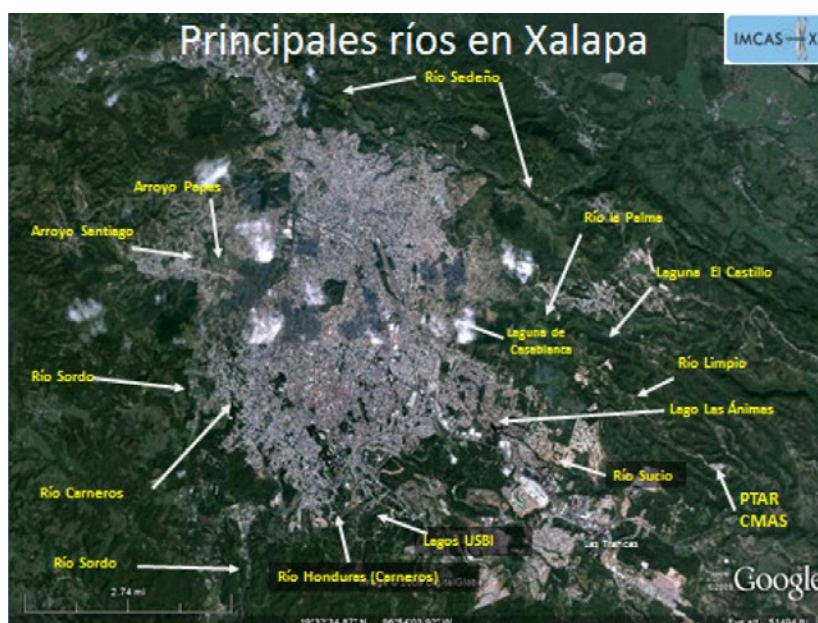 Principales ríos en Xalapa
IMCAS X
Río Sedeño
Arroyo Papas
Río la Palma
Arroyo Santiago
Laguna El Castillo
Laguna de
Casablanca
Río Limpio
Río Sordo
Lago Las Ánimas
Río Sucio
Río Carneros
PTAR
CMAS
Lagos USBI
Las Trancas
Río Sordo
Río Honduras (Carneros)
Google
2.74 mi